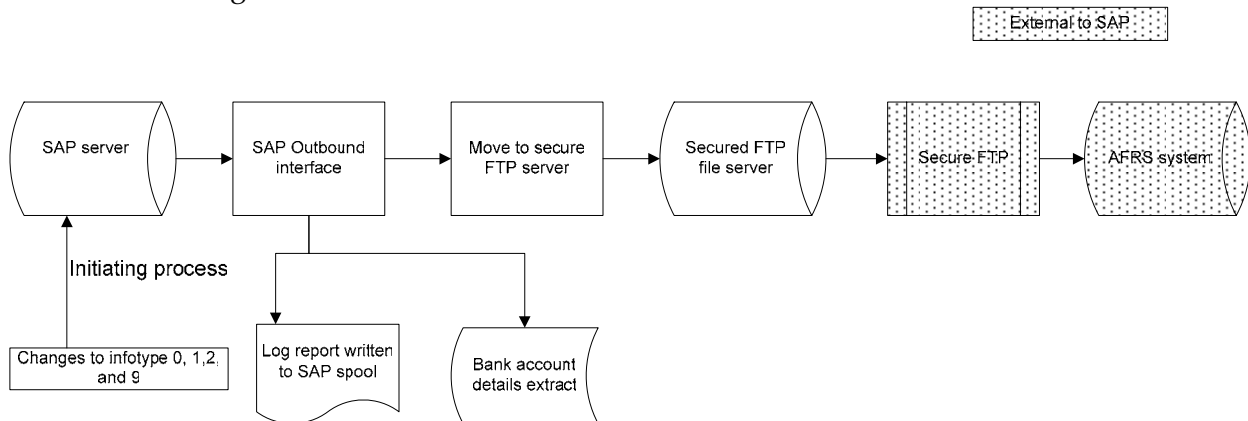 External to SAP
SAP server
SAP Outbound
interface
Move to secure
FTP server
Secured FTP
file server
Secure FTP
AFRS system
Initiating process
Changes to infotype 0, 1,2,
and 9
Log report written
to SAP spool
Bank account
details extract